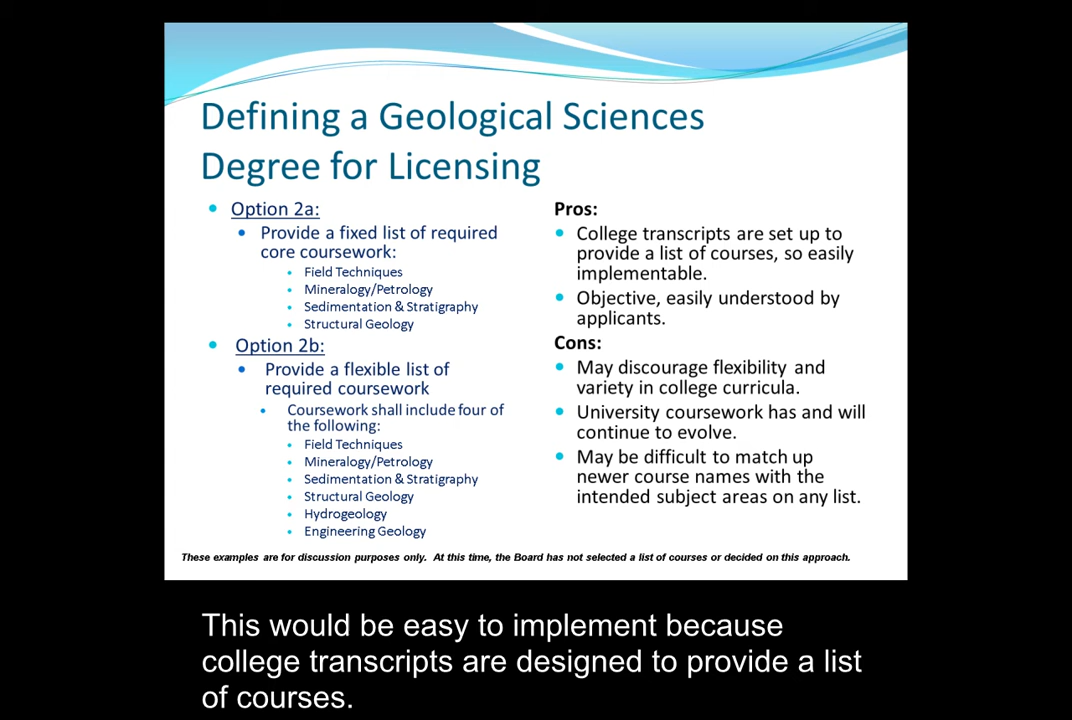 Defining a Geological Sciences
Degree for Licensing
Option 2a:
Provide a fixed list of required
core coursework:
Field Techniques
Mineralogy/Petrology
Sedimentation & Stratigraphy
Structural Geology
Option 2b:
Provide a flexible list of
required coursework
Coursework shall include four of
the following:
Field Techniques
Mineralogy/Petrology
Sedimentation & Stratigraphy
Structural Geology
Hydrogeology
Engineering Geology
Pros:
College transcripts are set up to
provide a list of courses, so easily
implementable.
Objective, easily understood by
applicants.
Cons:
May discourage flexibility and
variety in college curricula.
University coursework has and will
continue to evolve.
May be difficult to match up
newer course names with the
intended subject areas on any list.
These examples are for discussion purposes only. At this time, the Board has not selected a list of courses or decided on this approach.
This would be easy to implement because
college transcripts are designed to provide a list
of courses.